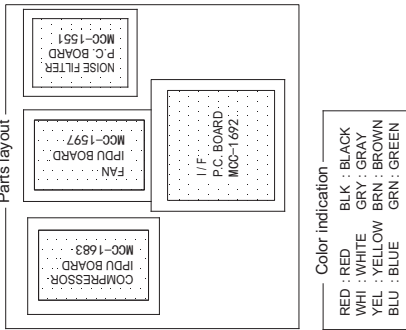 Parts layout
MCC-1551
P.C. BOARD
NOISE FILTER
MCC-1597
IPDU BOARD
FAN
I/F
P.C. BOARD
MCC-1692
MCC-1683
IPDU BOARD
COMPRESSOR
Color indication
RED : RED BLK : BLACK
WHI : WHITE GRY : GRAY
YEL : YELLOW BRN : BROWN
BLU : BLUE GRN : GREEN